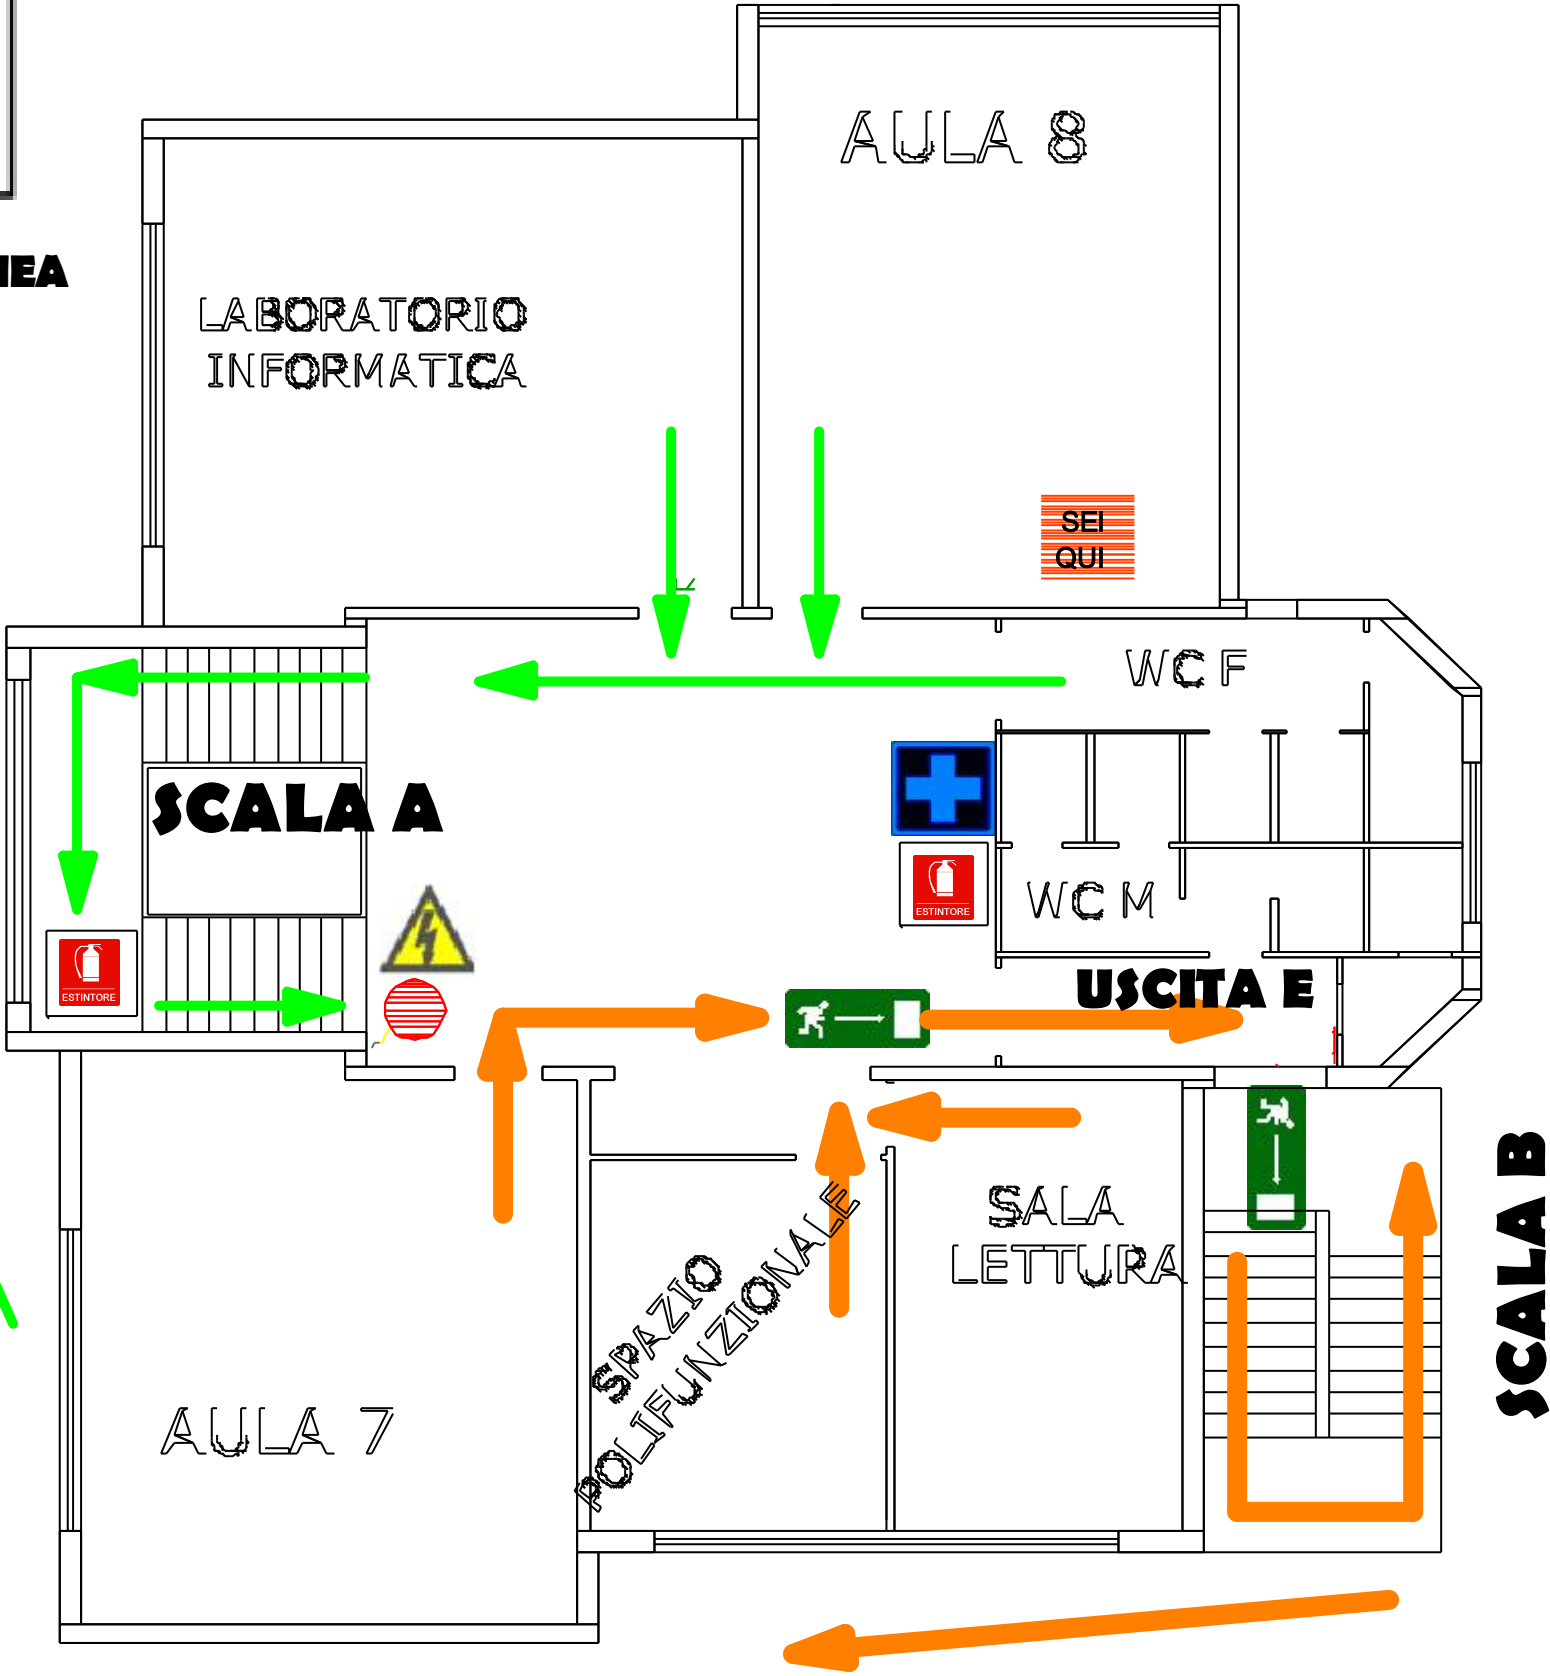 AULA 8
NEA
LABORATORIO
INFORMATICA
SEI
QUI
WC F
SCALA A
ESTINTORE
WC M
ESTINTORE
USCITA E
SALA
LETTURA
SPAZIO
POLIFUNZIONALE
SCALA B
AULA 7